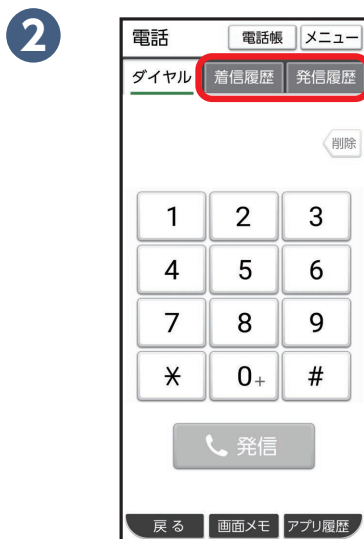 2
電話 電話帳 メニュー
ダイヤル 着信履歴 発信履歴
削除
1 2 3
4 5 6
7 8 9
* 0+ #
発信
戻る 画面メモ アプリ履歴